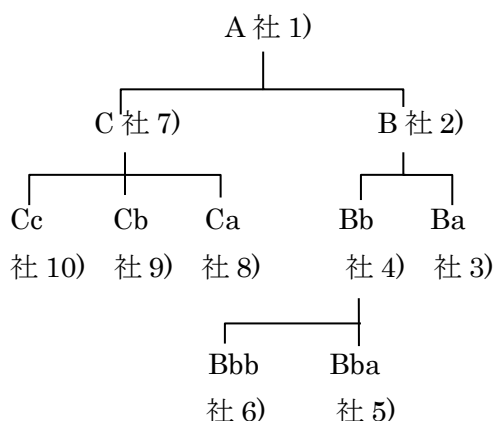 A 社 1)
C 社 7) B 社 2)
Cc Cb Ca Bb Ba
社 10) 社 9) 社 8) 社 4) 社 3)
Bbb Bba
社 6) 社 5)